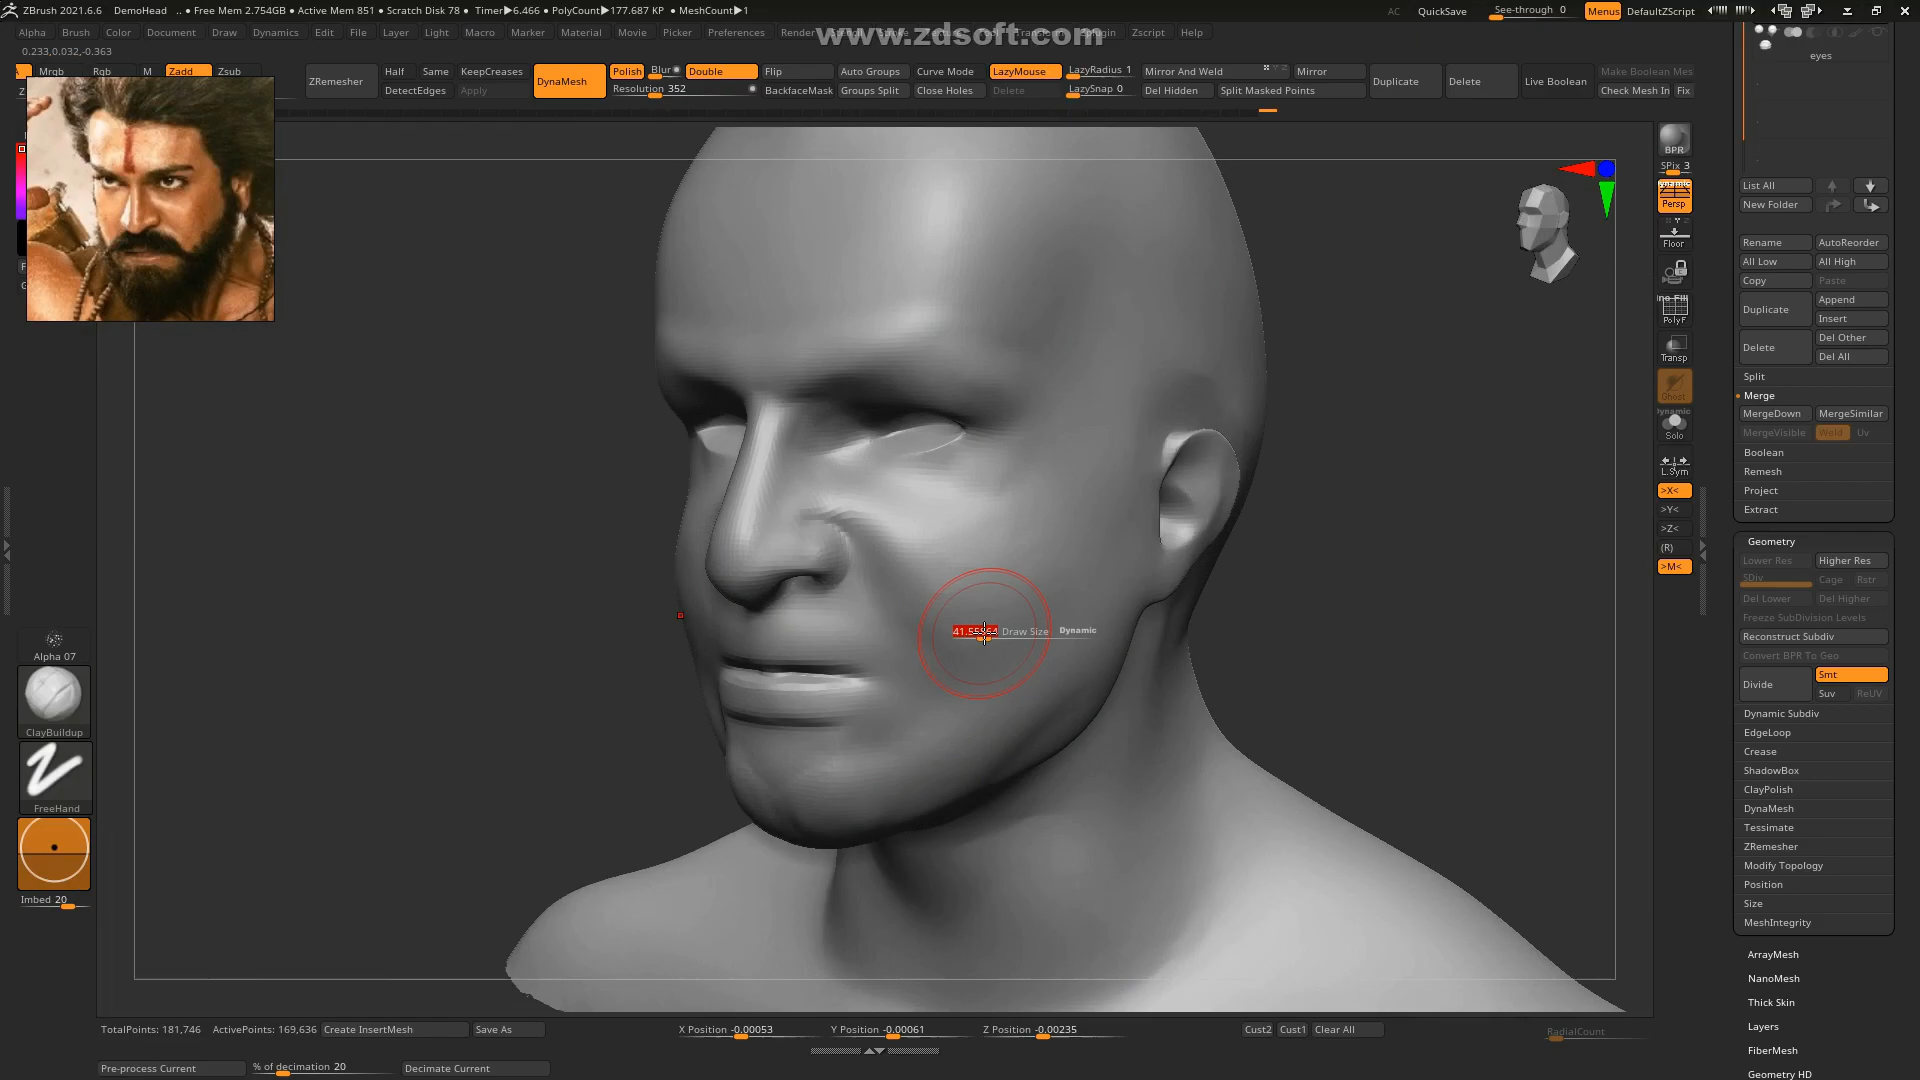 ZBrush 2021.6.6 DemoHead .. ● Free Mem 2.754GB ● Active Mem 851 ● Scratch Disk 78 ● Timer▶6.466 ● PolyCount▶177.687 KP ● MeshCount▶1
AC QuickSave See-through 0 Menus DefaultZScript
Alpha Brush Color Document Draw Dynamics Edit File Layer Light Macro Marker Material Movie Picker Preferences Render Zplugin Zscript Help
www.zdsoft.com
0.233,0.032,-0.363
Mrgb Rgb M Zadd Zsub
ZRemesher Half Same KeepCreases
DetectEdges Apply
DynaMesh Polish Blur Double
Resolution 352
Flip Auto Groups Curve Mode LazyMouse LazyRadius 1
BackfaceMask Groups Split Close Holes Delete LazySnap 0
Mirror And Weld Mirror
Del Hidden Split Masked Points
Duplicate Delete Live Boolean
Make Boolean Mes
Check Mesh In Fix
eyes
BPR
SPix 3
Dynamic
Persp
Floor
PolyF
Transp
Ghost
Dynamic
Solo
L.Sym
>X<
>Y<
>Z<
(R)
>M<
List All
New Folder
Rename AutoReorder
All Low All High
Copy Paste
Duplicate Append
Insert
Delete Del Other
Del All
Split
Merge
MergeDown MergeSimilar
MergeVisible Weld Uv
Boolean
Remesh
Project
Extract
Geometry
Lower Res Higher Res
SDiv Cage Rstr
Del Lower Del Higher
Freeze SubDivision Levels
Reconstruct Subdiv
Convert BPR To Geo
Divide Smt
Suv ReUV
Dynamic Subdiv
EdgeLoop
Crease
ShadowBox
ClayPolish
DynaMesh
Tessimate
ZRemesher
Modify Topology
Position
Size
MeshIntegrity
ArrayMesh
NanoMesh
Thick Skin
Layers
FiberMesh
Geometry HD
Draw Size Dynamic
Alpha 07
ClayBuildup
FreeHand
Imbed 20
TotalPoints: 181,746 ActivePoints: 169,636 Create InsertMesh Save As
X Position -0.00053 Y Position -0.00061 Z Position -0.00235
Cust2 Cust1 Clear All RadialCount
Pre-process Current % of decimation 20 Decimate Current